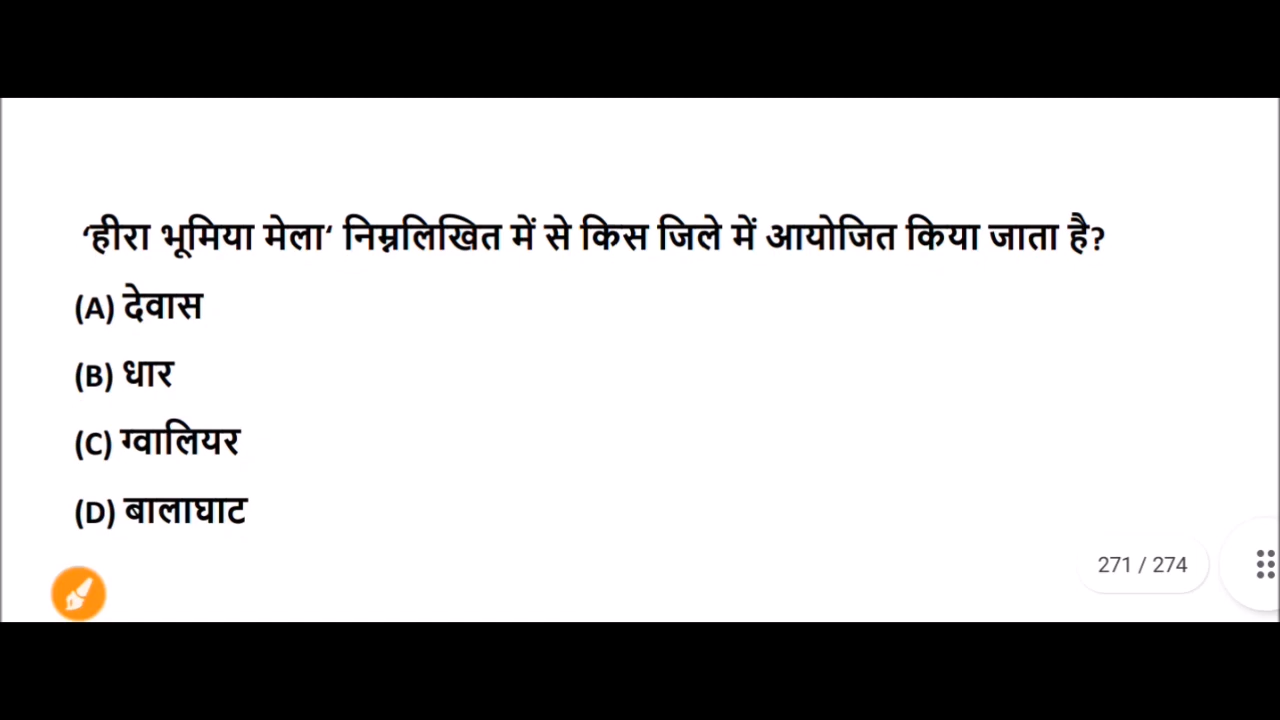 ‘हीरा भूमिया मेला‘ निम्नलिखित में से किस जिले में आयोजित किया जाता है?
(A) देवास
(B) धार
(C) ग्वालियर
(D) बालाघाट
271 / 274